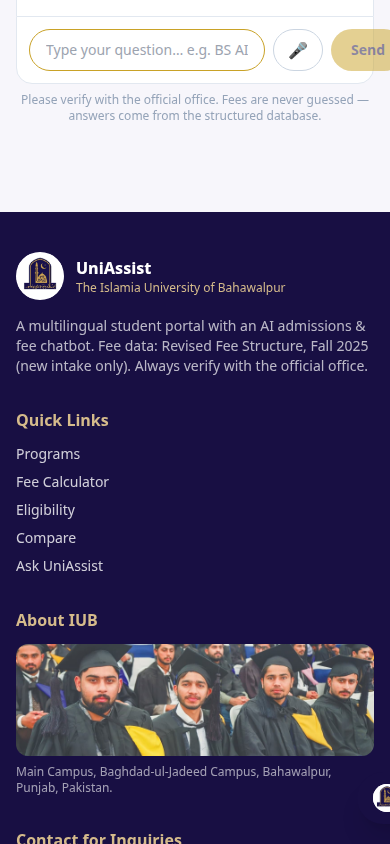 Type your question... e.g. BS AI
Send
Please verify with the official office. Fees are never guessed —
answers come from the structured database.
UniAssist
The Islamia University of Bahawalpur
A multilingual student portal with an AI admissions &
fee chatbot. Fee data: Revised Fee Structure, Fall 2025
(new intake only). Always verify with the official office.
Quick Links
Programs
Fee Calculator
Eligibility
Compare
Ask UniAssist
About IUB
Main Campus, Baghdad-ul-Jadeed Campus, Bahawalpur,
Punjab, Pakistan.
Contact for Inquiries